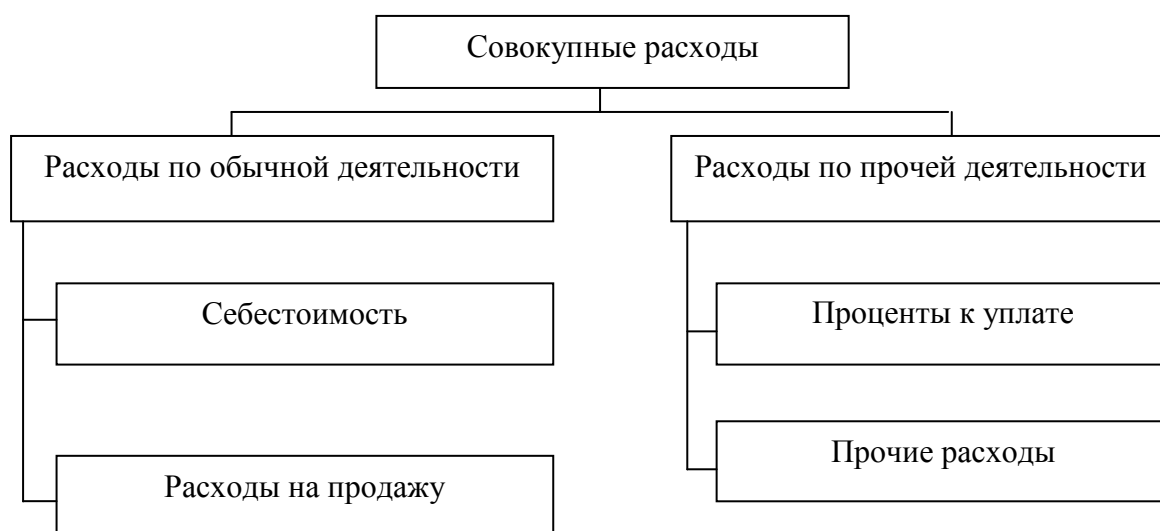 Совокупные расходы
Расходы по обычной деятельности
Расходы по прочей деятельности
Себестоимость
Проценты к уплате
Прочие расходы
Расходы на продажу